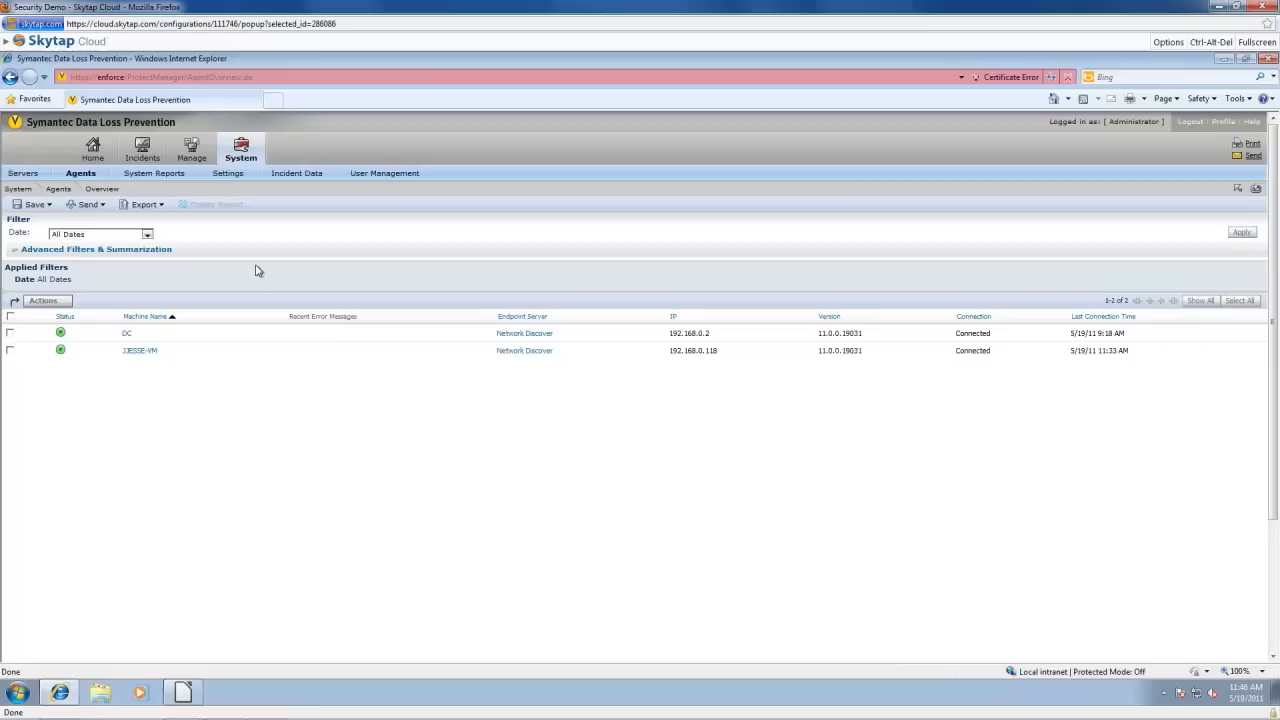 Security Demo - Skytap Cloud - Mozilla Firefox
skytap.com https://cloud.skytap.com/configurations/111746/popup?selected_id=286086
Skytap Cloud
Options Ctrl-Alt-Del Fullscreen
Symantec Data Loss Prevention - Windows Internet Explorer
https://enforce/ProtectManager/AgentOverview.do Certificate Error Bing
Favorites Symantec Data Loss Prevention Page Safety Tools
Symantec Data Loss Prevention Logged in as: [ Administrator ] Logout Profile Help
Home Incidents Manage System Print Send
Servers Agents System Reports Settings Incident Data User Management
System Agents Overview
Save Send Export Delete Report
Filter
Date: All Dates Apply
Advanced Filters & Summarization
Applied Filters
Date All Dates
Actions 1-2 of 2 Show All Select All
Status Machine Name Recent Error Messages Endpoint Server IP Version Connection Last Connection Time
DC Network Discover 192.168.0.2 11.0.0.19031 Connected 5/19/11 9:18 AM
JJESSE-VM Network Discover 192.168.0.118 11.0.0.19031 Connected 5/19/11 11:33 AM
Done Local intranet | Protected Mode: Off 100%
11:46 AM
5/19/2011
Done